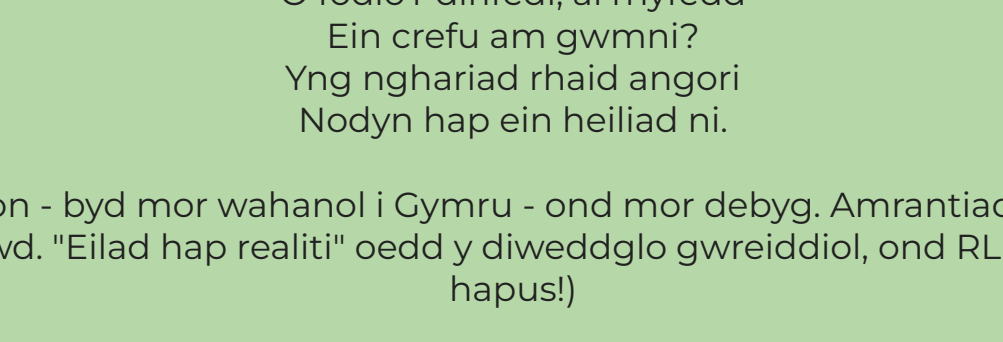 Ein crefu am gwmni?
Yng nghariad rhaid angori
Nodyn hap ein heiliad ni.
- byd mor wahanol i Gymru - ond mor debyg.
"Eilad hap realiti" oedd y diweddglo gwreiddiol, ond RL
hapus!)